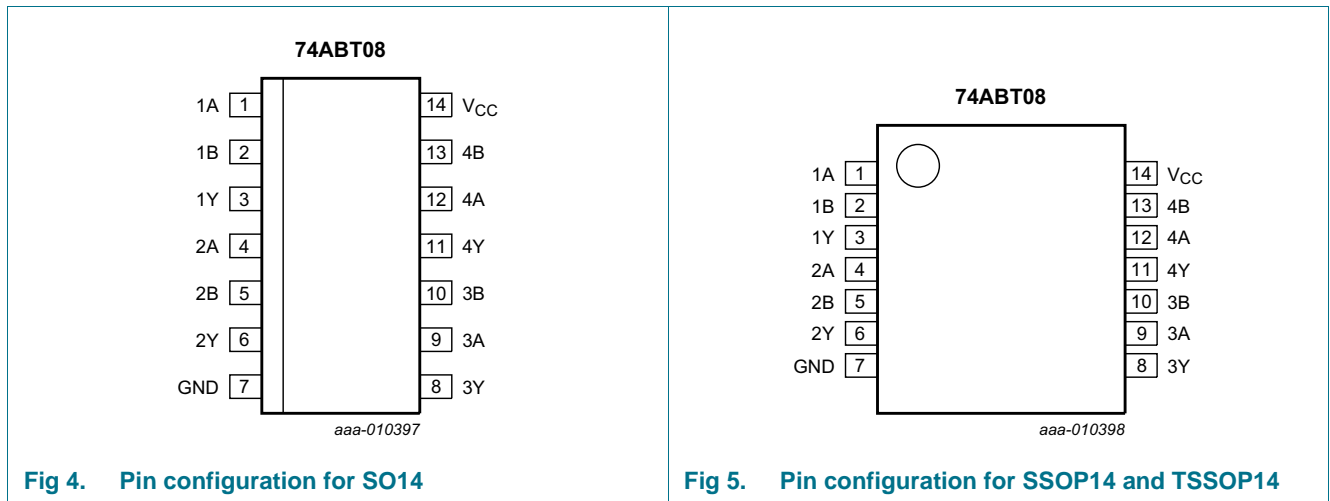 74ABT08
1A 1 14 VCC
1B 2 13 4B
1Y 3 12 4A
2A 4 11 4Y
2B 5 10 3B
2Y 6 9 3A
GND 7 8 3Y
aaa-010397
Fig 4. Pin configuration for SO14
74ABT08
1A 1 14 VCC
1B 2 13 4B
1Y 3 12 4A
2A 4 11 4Y
2B 5 10 3B
2Y 6 9 3A
GND 7 8 3Y
aaa-010398
Fig 5. Pin configuration for SSOP14 and TSSOP14